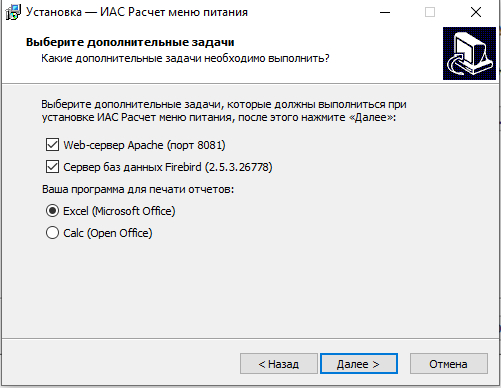 Установка — ИАС Расчет меню питания
Выберите дополнительные задачи
Какие дополнительные задачи необходимо выполнить?
Выберите дополнительные задачи, которые должны выполниться при
установке ИАС Расчет меню питания, после этого нажмите «Далее»:
Web-сервер Apache (порт 8081)
Сервер баз данных Firebird (2.5.3.26778)
Ваша программа для печати отчетов:
Excel (Microsoft Office)
Calc (Open Office)
< Назад Далее > Отмена